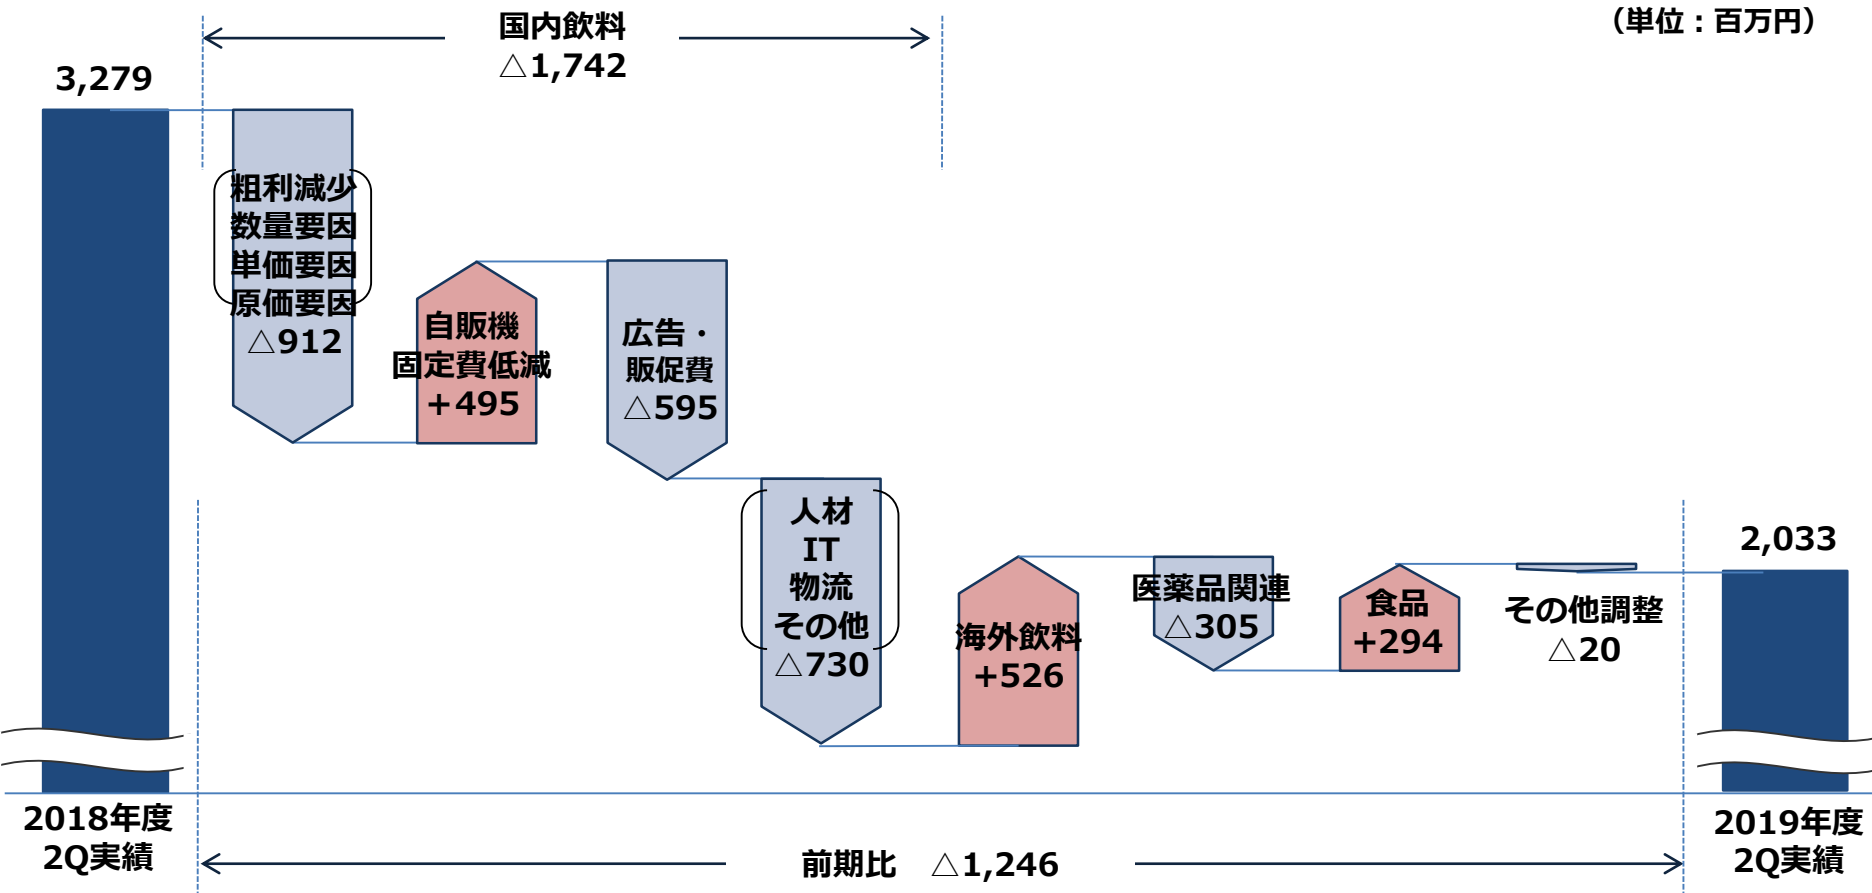 （単位：百万円）
国内飲料
△1,742
3,279
粗利減少
数量要因
単価要因
原価要因
△912
自販機
固定費低減
＋495
広告・
販促費
△595
人材
IT
物流
その他
△730
海外飲料
+526
医薬品関連
△305
食品
+294
その他調整
△20
2,033
2018年度
2Q実績
前期比　△1,246
2019年度
2Q実績